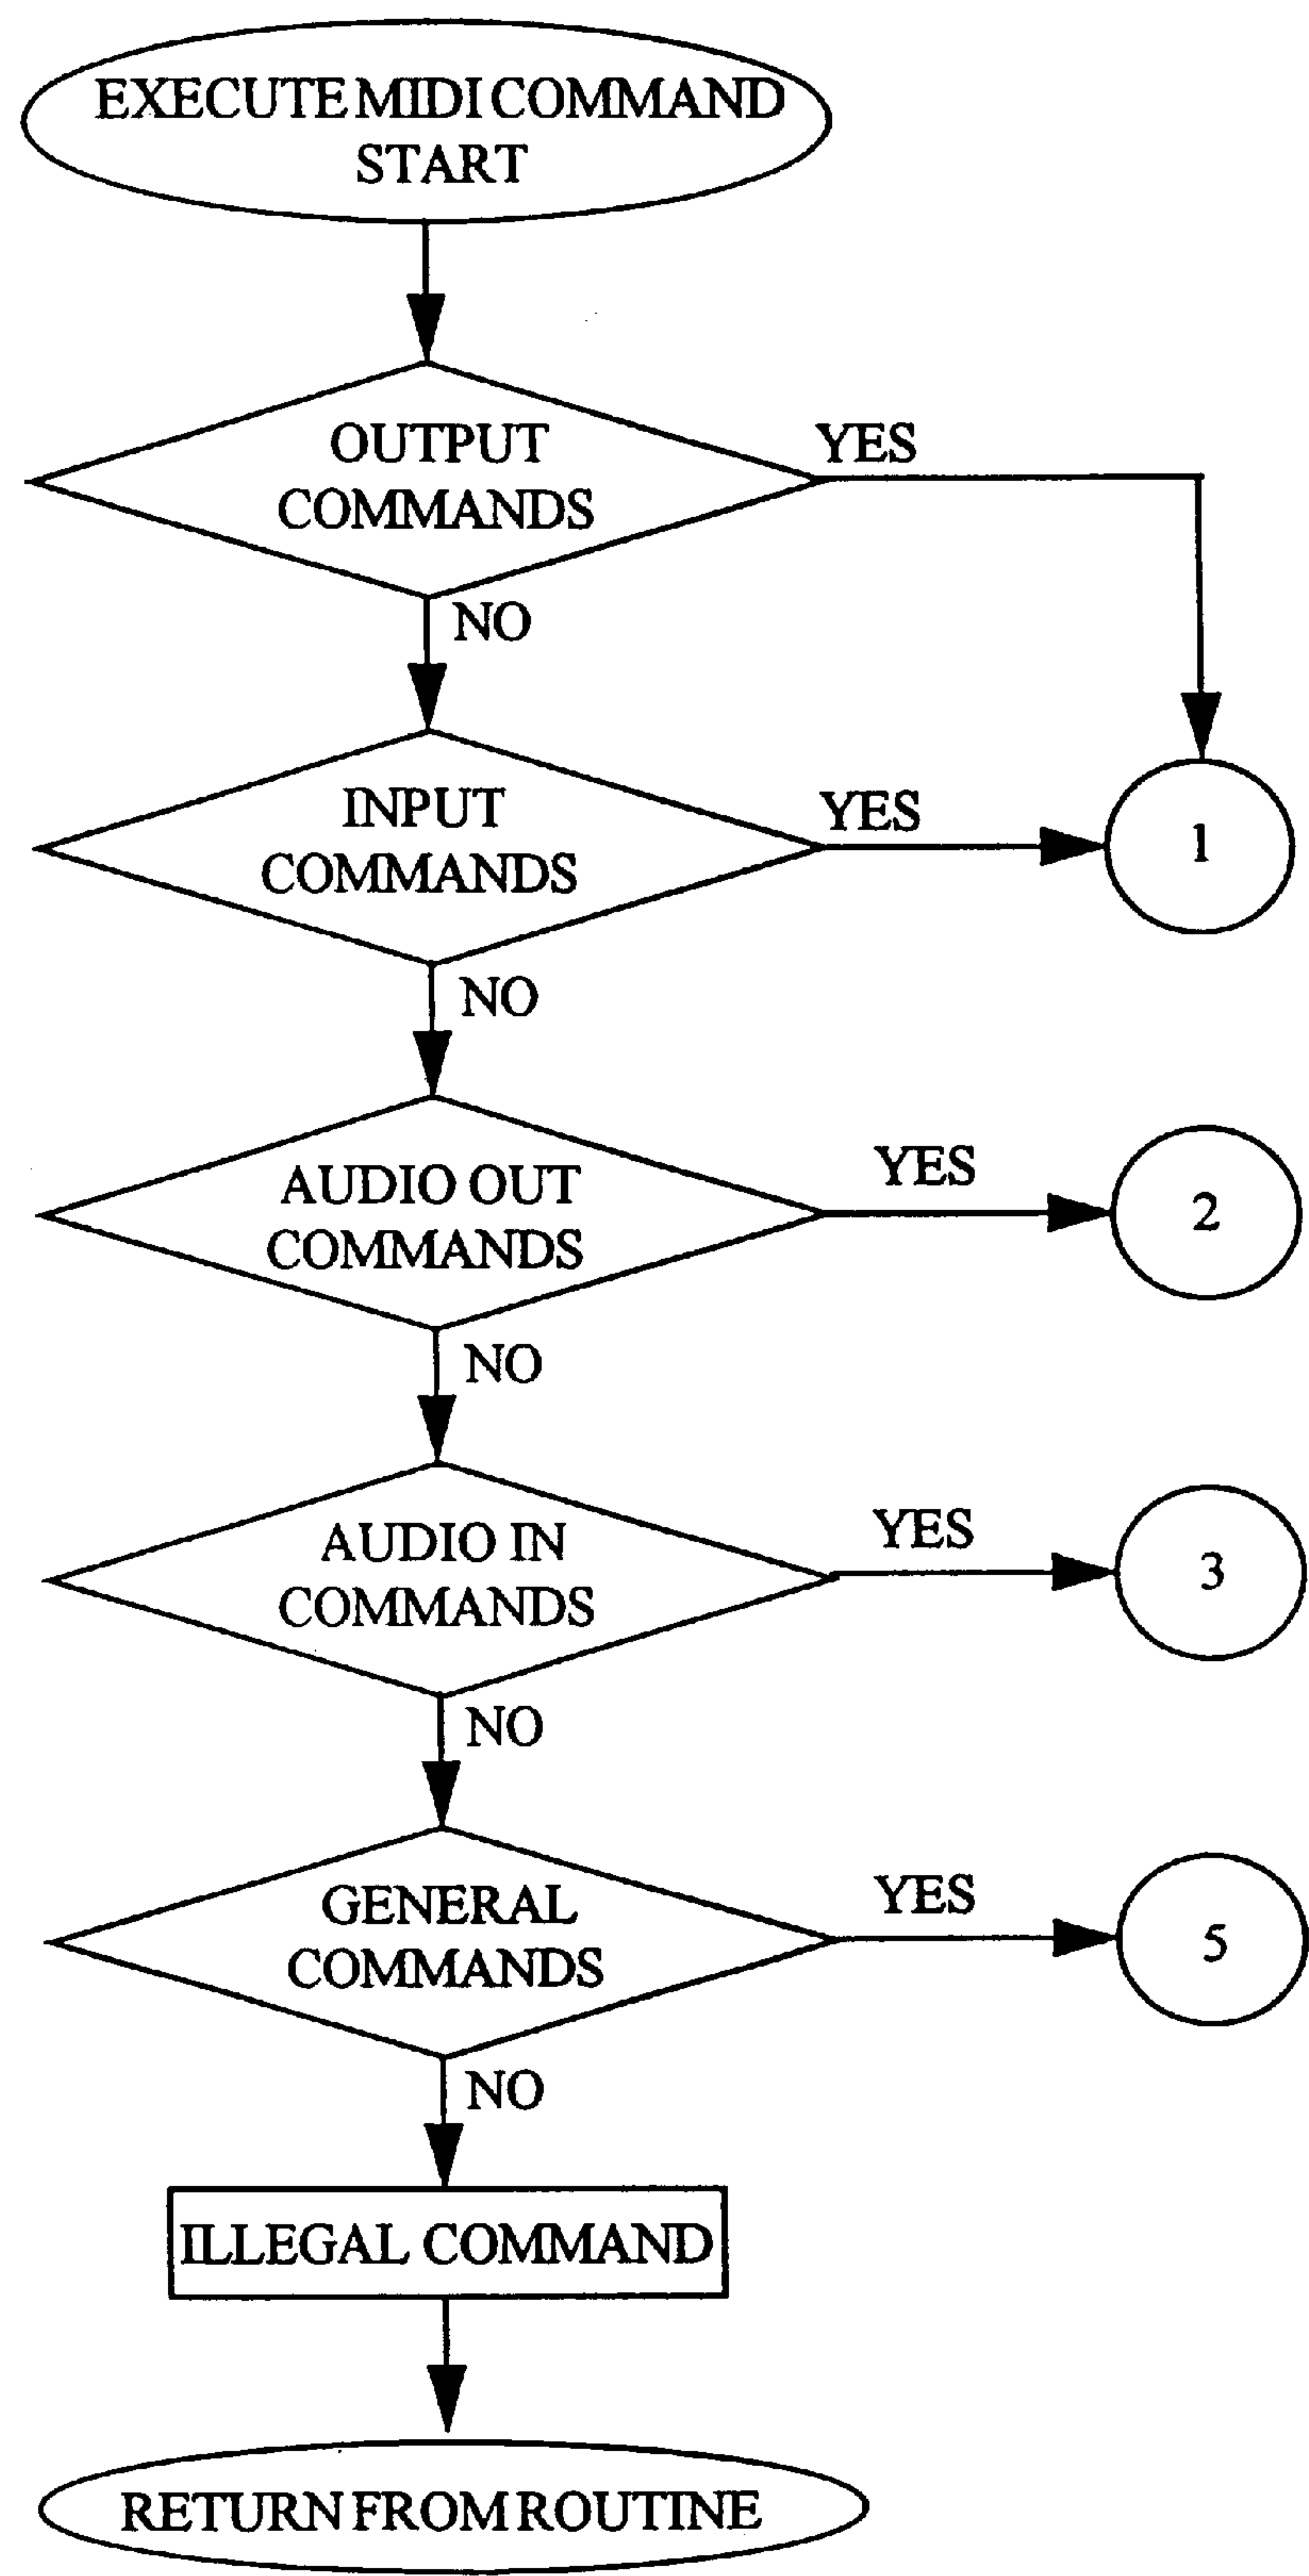 EXECUTE MIDI COMMAND
START
OUTPUT
COMMANDS
YES
NO
INPUT
COMMANDS
YES
1
NO
AUDIO OUT
COMMANDS
YES
2
NO
AUDIO IN
COMMANDS
YES
3
NO
GENERAL
COMMANDS
YES
5
NO
ILLEGAL COMMAND
RETURN FROM ROUTINE